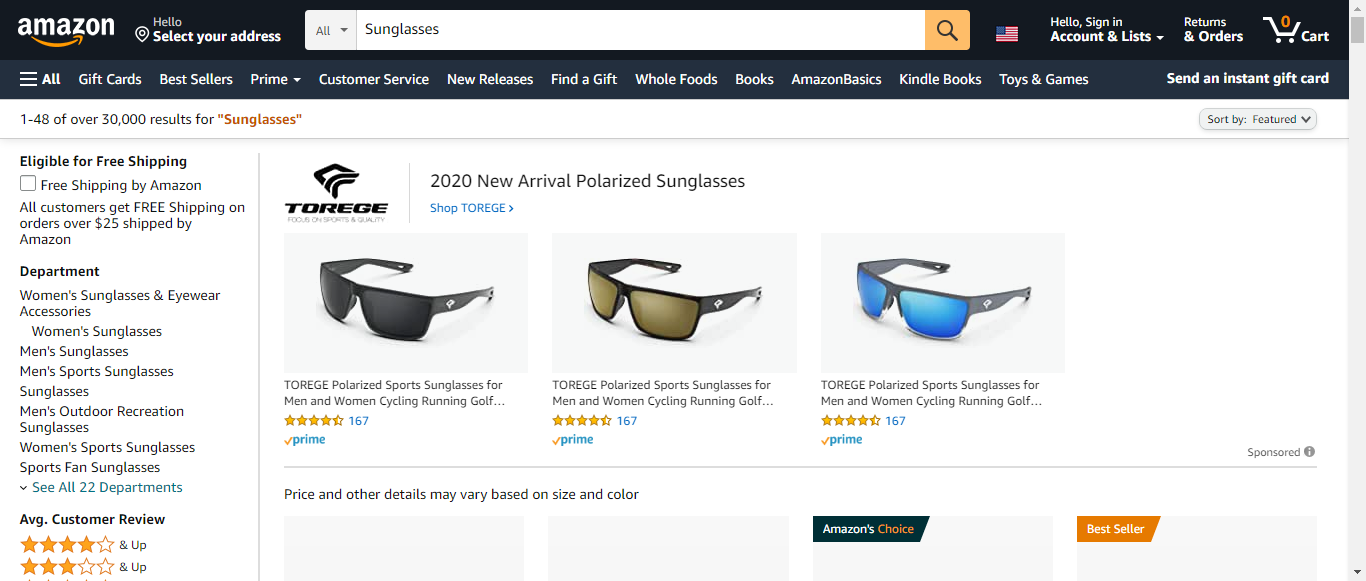 amazon
Hello
Select your address
All
Sunglasses
Hello, Sign in
Account & Lists
Returns
& Orders
0
Cart
All
Gift Cards
Best Sellers
Prime
Customer Service
New Releases
Find a Gift
Whole Foods
Books
AmazonBasics
Kindle Books
Toys & Games
Send an instant gift card
1-48 of over 30,000 results for "Sunglasses"
Sort by: Featured
Eligible for Free Shipping
Free Shipping by Amazon
All customers get FREE Shipping on
orders over $25 shipped by
Amazon
Department
Women's Sunglasses & Eyewear
Accessories
Women's Sunglasses
Men's Sunglasses
Men's Sports Sunglasses
Sunglasses
Men's Outdoor Recreation
Sunglasses
Women's Sports Sunglasses
Sports Fan Sunglasses
See All 22 Departments
Avg. Customer Review
& Up
& Up
TOREGE
FOCUS ON SPORTS & QUALITY
2020 New Arrival Polarized Sunglasses
Shop TOREGE ›
TOREGE Polarized Sports Sunglasses for
Men and Women Cycling Running Golf…
167
prime
TOREGE Polarized Sports Sunglasses for
Men and Women Cycling Running Golf…
167
prime
TOREGE Polarized Sports Sunglasses for
Men and Women Cycling Running Golf…
167
prime
Sponsored
Price and other details may vary based on size and color
Amazon's Choice
Best Seller